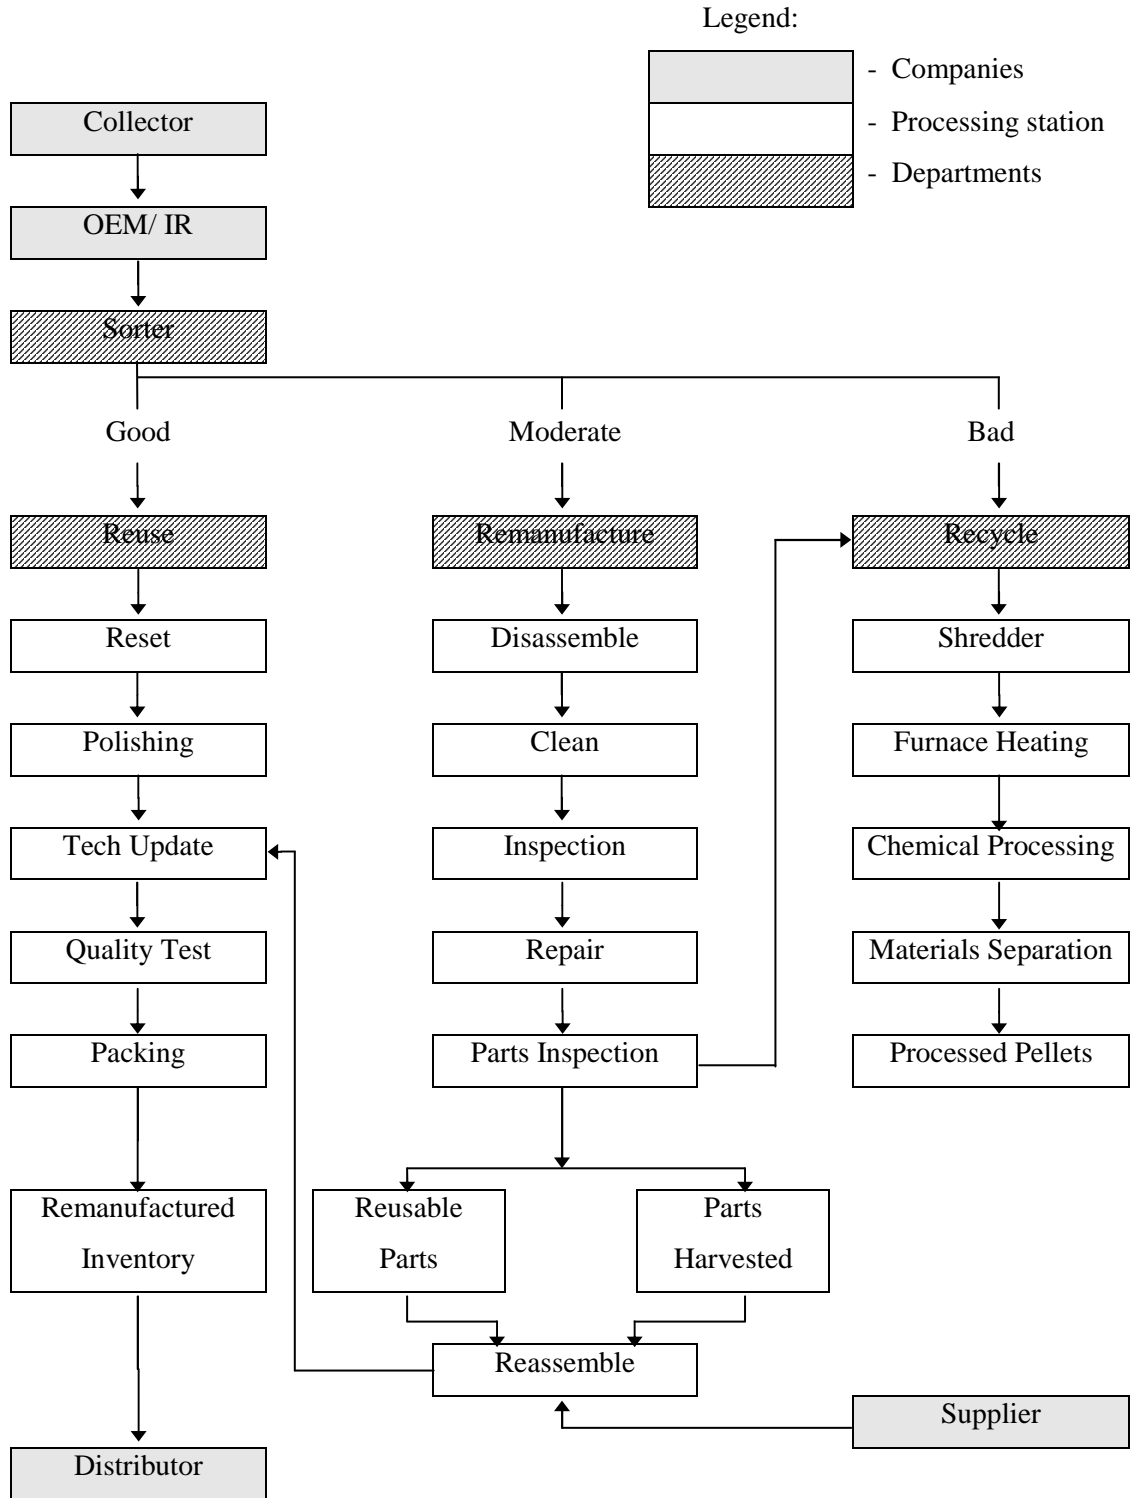 Legend:
- Companies
- Processing station
- Departments
Collector
OEM/ IR
Sorter
Good
Moderate
Bad
Reuse
Remanufacture
Recycle
Reset
Disassemble
Shredder
Polishing
Clean
Furnace Heating
Tech Update
Inspection
Chemical Processing
Quality Test
Repair
Materials Separation
Packing
Parts Inspection
Processed Pellets
Remanufactured
Inventory
Reusable
Parts
Parts
Harvested
Reassemble
Supplier
Distributor